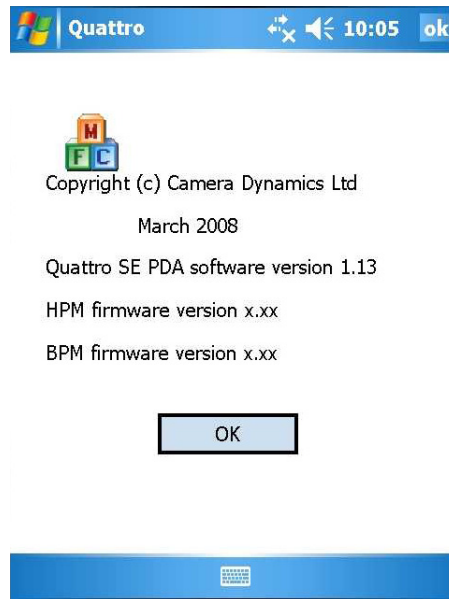 Quattro 10:05 ok
M
F C
Copyright (c) Camera Dynamics Ltd
March 2008
Quattro SE PDA software version 1.13
HPM firmware version x.xx
BPM firmware version x.xx
OK